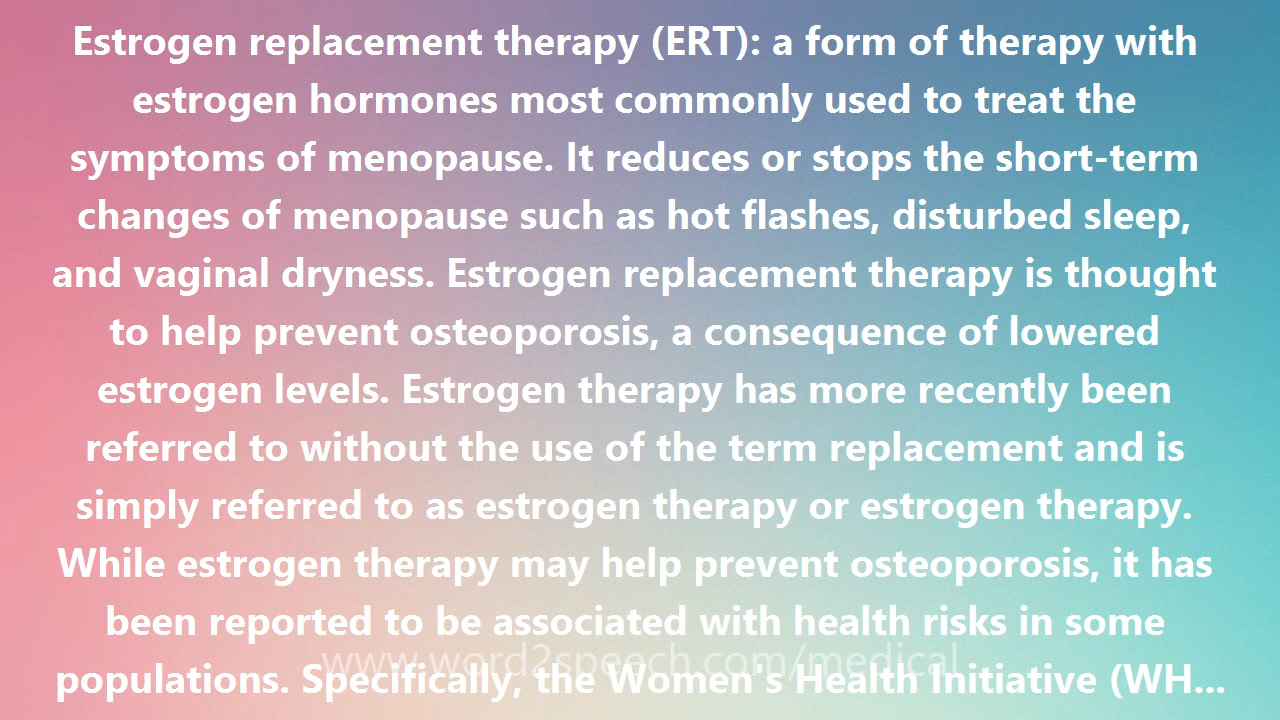 Estrogen replacement therapy (ERT): a form of therapy with
estrogen hormones most commonly used to treat the
symptoms of menopause. It reduces or stops the short-term
changes of menopause such as hot flashes, disturbed sleep,
and vaginal dryness. Estrogen replacement therapy is thought
to help prevent osteoporosis, a consequence of lowered
estrogen levels. Estrogen therapy has more recently been
referred to without the use of the term replacement and is
simply referred to as estrogen therapy or estrogen therapy.
While estrogen therapy may help prevent osteoporosis, it has
been reported to be associated with health risks in some
www.word2speech.com/medical
populations. Specifically, the Women's Health Initiative (WH...